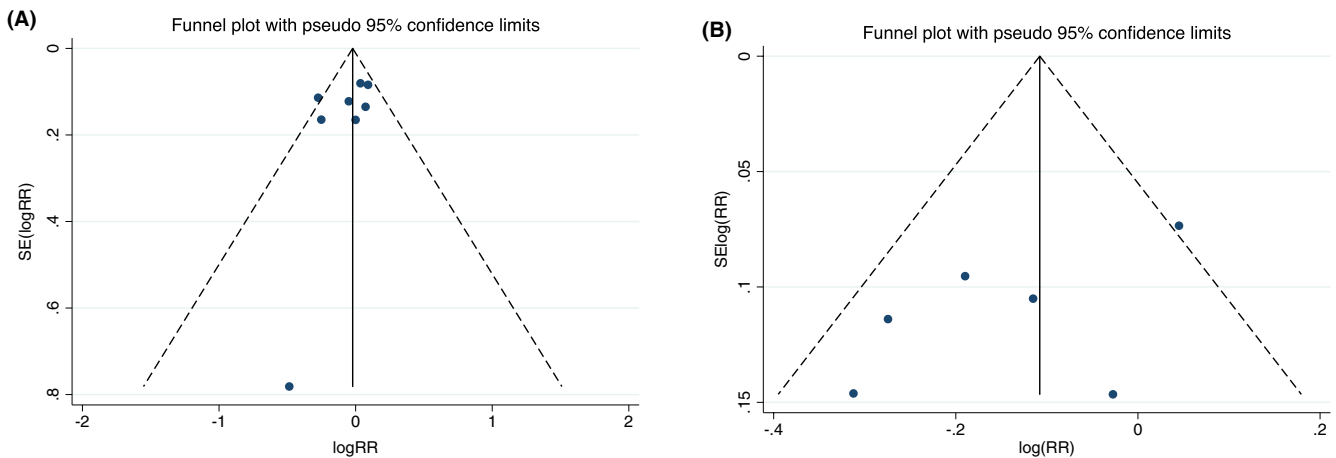 (A)
Funnel plot with pseudo 95% confidence limits
SE(logRR)
0
.2
.4
.6
.8
-2
-1
0
1
2
logRR
(B)
Funnel plot with pseudo 95% confidence limits
SElog(RR)
0
.05
.1
.15
-.4
-.2
0
.2
log(RR)